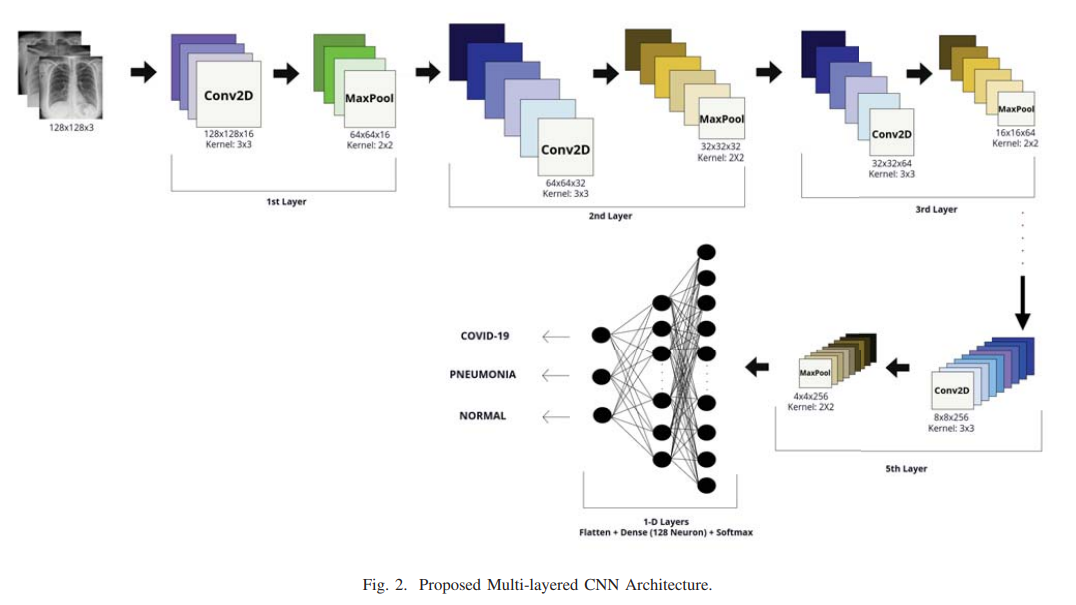 128x128x3
Conv2D
128x128x16
Kernel: 3x3
MaxPool
64x64x16
Kernel: 2x2
1st Layer
Conv2D
64x64x32
Kernel: 3x3
MaxPool
32x32x32
Kernel: 2X2
2nd Layer
Conv2D
32x32x64
Kernel: 3x3
MaxPool
16x16x64
Kernel: 2x2
3rd Layer
Conv2D
8x8x256
Kernel: 3x3
MaxPool
4x4x256
Kernel: 2X2
5th Layer
COVID-19
PNEUMONIA
NORMAL
1-D Layers
Flatten + Dense (128 Neuron) + Softmax
Fig. 2. Proposed Multi-layered CNN Architecture.